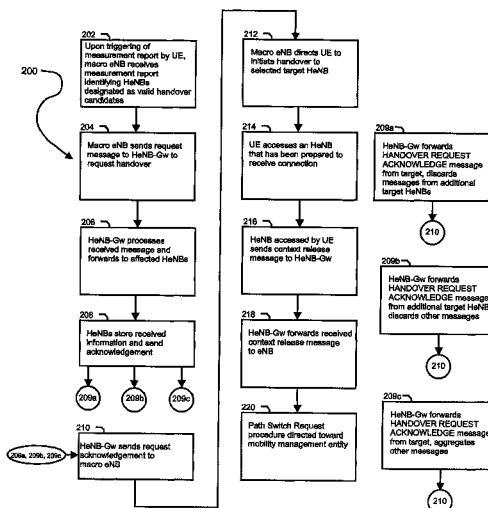 202
Upon triggering of
measurement report by UE,
macro eNB receives
measurement report
identifying HeNBs
designated as valid handover
candidates
200
204
Macro eNB sends request
message to HeNB-Gw to
request handover
206
HeNB-Gw processes
received message and
forwards to effected HeNBs
208
HeNBs store received
information and send
acknowledgement
209a
209b
209c
209a, 209b, 209c
210
HeNB-Gw sends request
acknowledgement to
macro eNB
212
Macro eNB directs UE to
initiate handover to
selected target HeNB
214
UE accesses an HeNB
that has been prepared to
receive connection
216
HeNB accessed by UE
sends context release
message to HeNB-Gw
218
HeNB-Gw forwards received
context release message to
eNB
220
Path Switch Request
procedure directed toward
mobility management entity
209a
HeNB-Gw forwards
HANDOVER REQUEST
ACKNOWLEDGE message
from target, discards
messages from additional
target HeNBs
210
209b
HeNB-Gw forwards
HANDOVER REQUEST
ACKNOWLEDGE message
from additional target HeNB
discards other messages
210
209c
HeNB-Gw forwards
HANDOVER REQUEST
ACKNOWLEDGE message
from target, aggregates
other messages
210